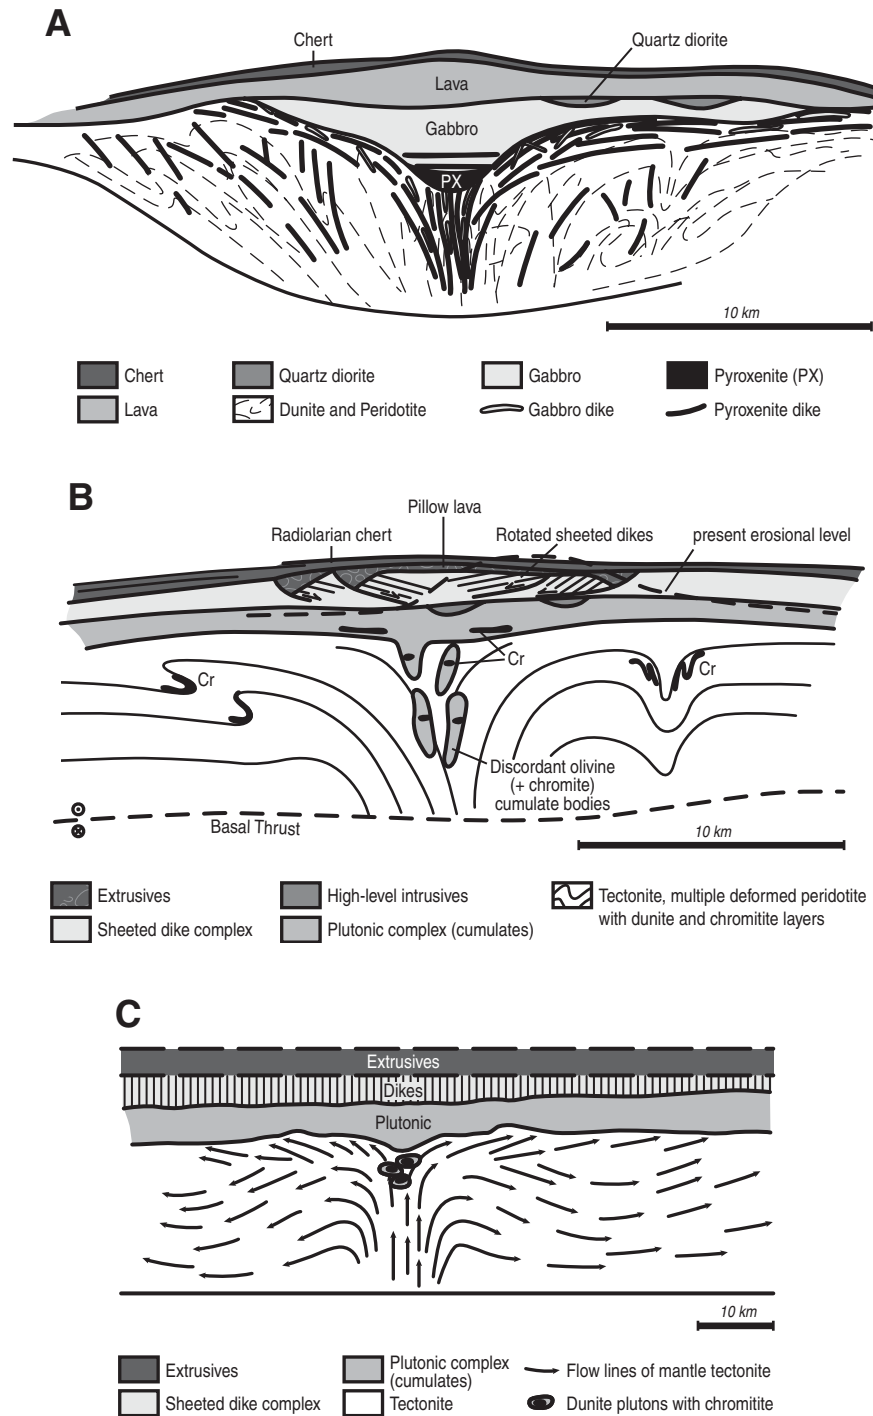 A
Chert
Quartz diorite
Lava
Gabbro
PX
10 km
Chert
Quartz diorite
Gabbro
Pyroxenite (PX)
Lava
Dunite and Peridotite
Gabbro dike
Pyroxenite dike
B
Pillow lava
Radiolarian chert
Rotated sheeted dikes
present erosional level
Cr
Cr
Cr
Discordant olivine
(+ chromite)
cumulate bodies
Basal Thrust
10 km
Extrusives
High-level intrusives
Tectonite, multiple deformed peridotite
with dunite and chromitite layers
Sheeted dike complex
Plutonic complex (cumulates)
C
Extrusives
Dikes
Plutonic
10 km
Extrusives
Plutonic complex
(cumulates)
Flow lines of mantle tectonite
Sheeted dike complex
Tectonite
Dunite plutons with chromitite